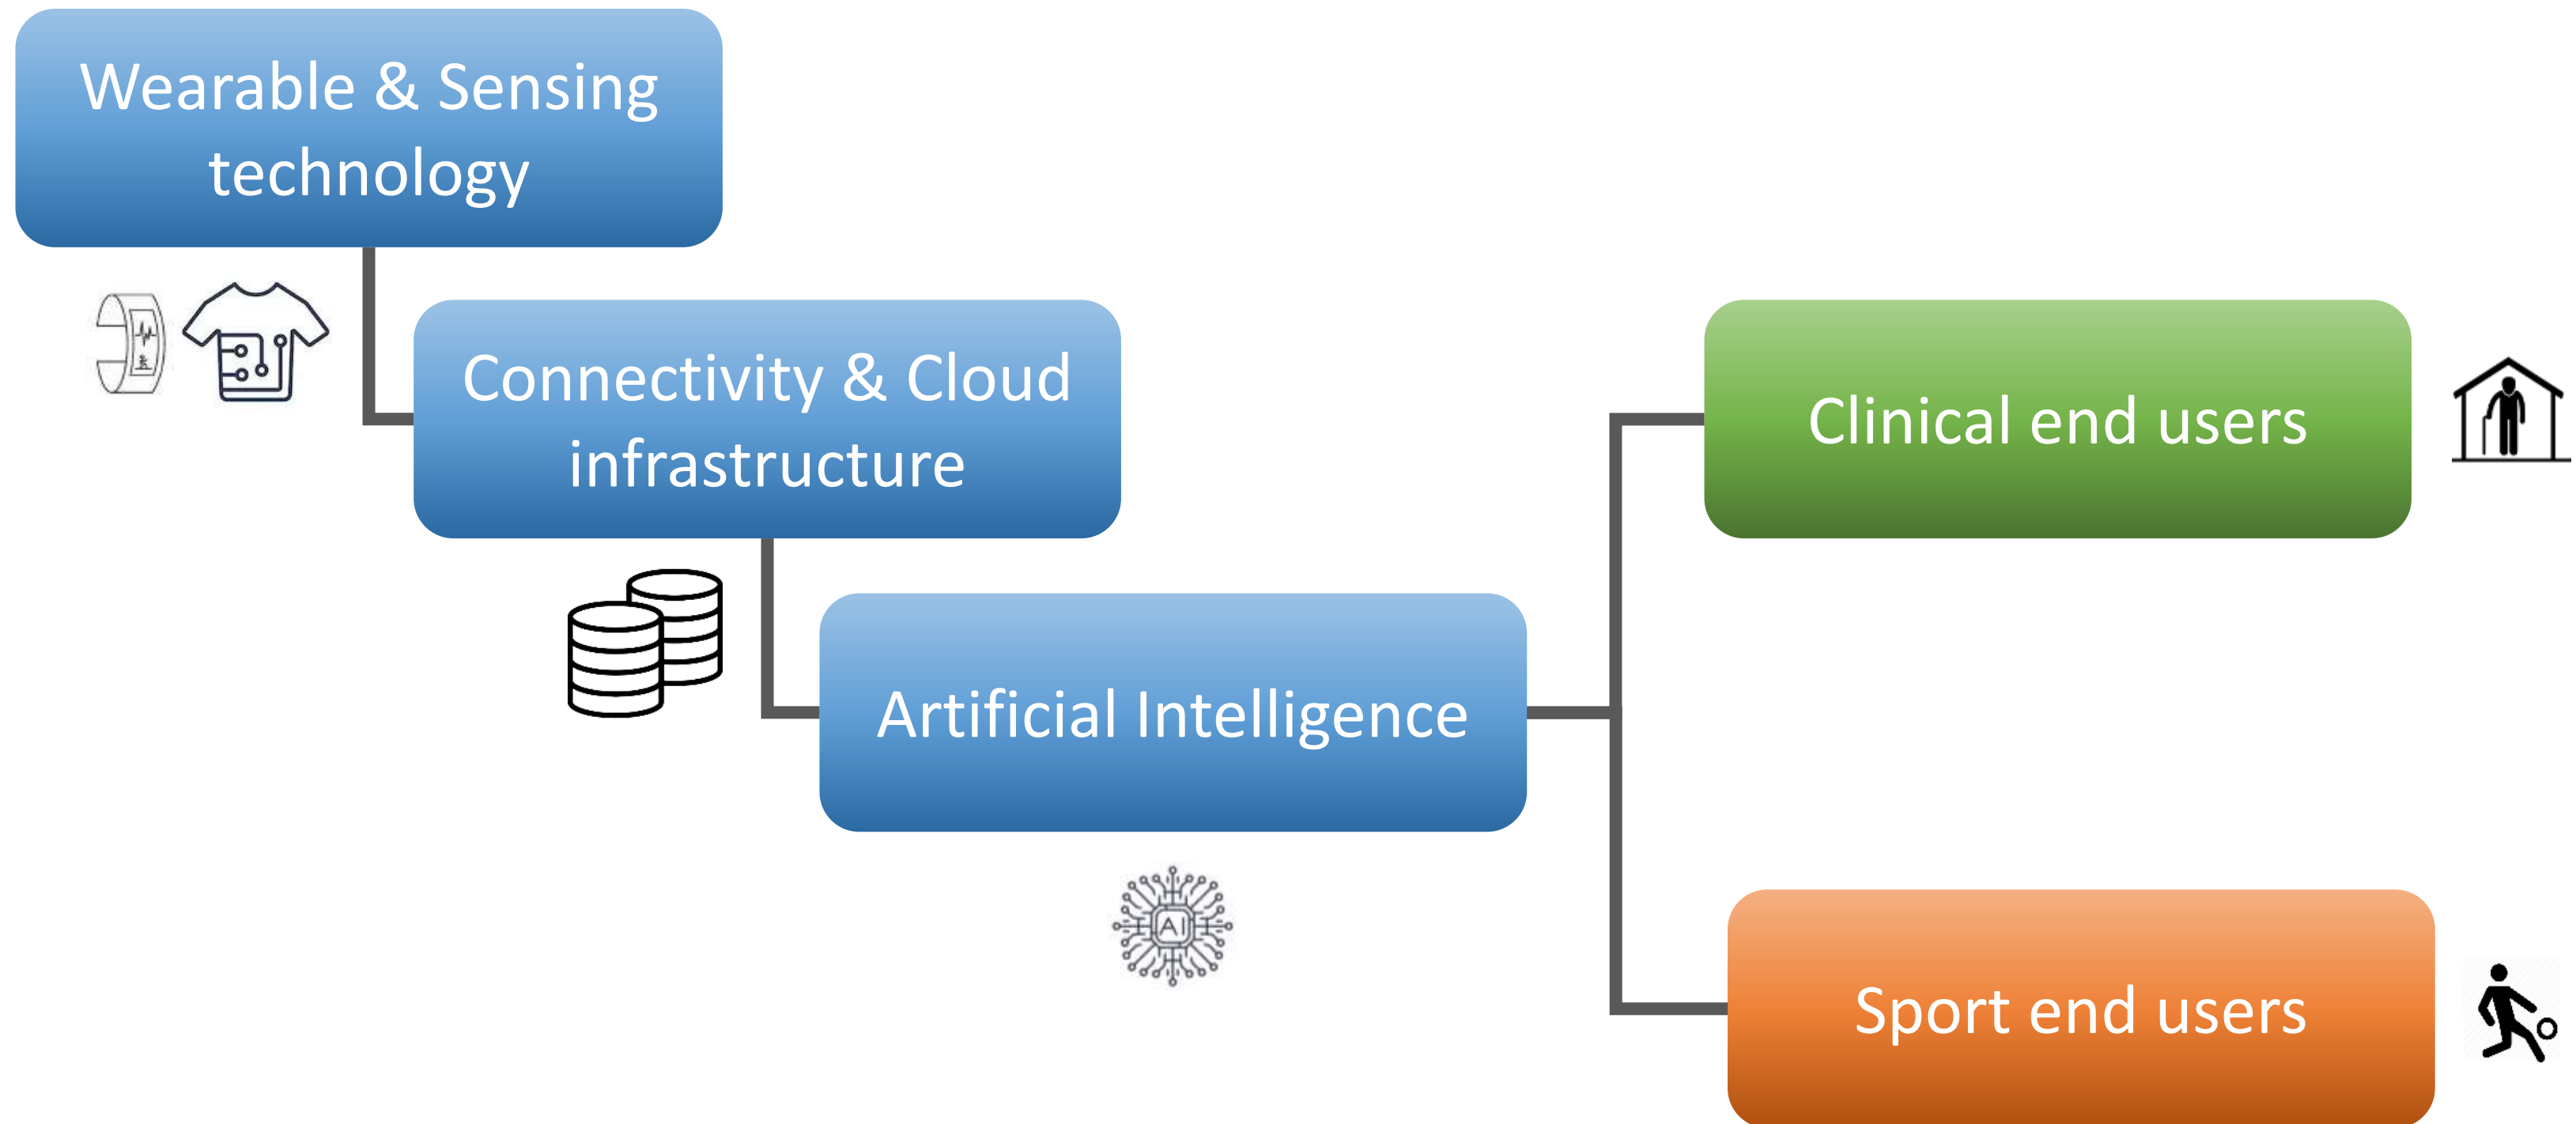 Wearable & Sensing
technology
Connectivity & Cloud
infrastructure
Clinical end users
Artificial Intelligence
AI
Sport end users